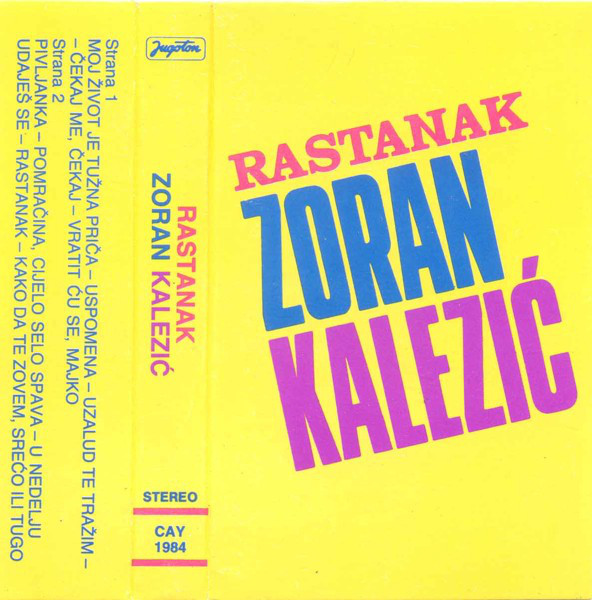 Strana 1
MOJ ŽIVOT JE TUŽNA PRIČA – USPOMENA – UZALUD TE TRAŽIM –
– ČEKAJ ME, ČEKAJ – VRATIT ĆU SE, MAJKO
Strana 2
PIVLJANKA – POMRAČINA, CIJELO SELO SPAVA – U NEDELJU
UDAJEŠ SE – RASTANAK – KAKO DA TE ZOVEM, SREĆO ILI TUGO
Jugoton
RASTANAK
ZORAN KALEZIĆ
STEREO
CAY
1984
RASTANAK
ZORAN
KALEZIĆ